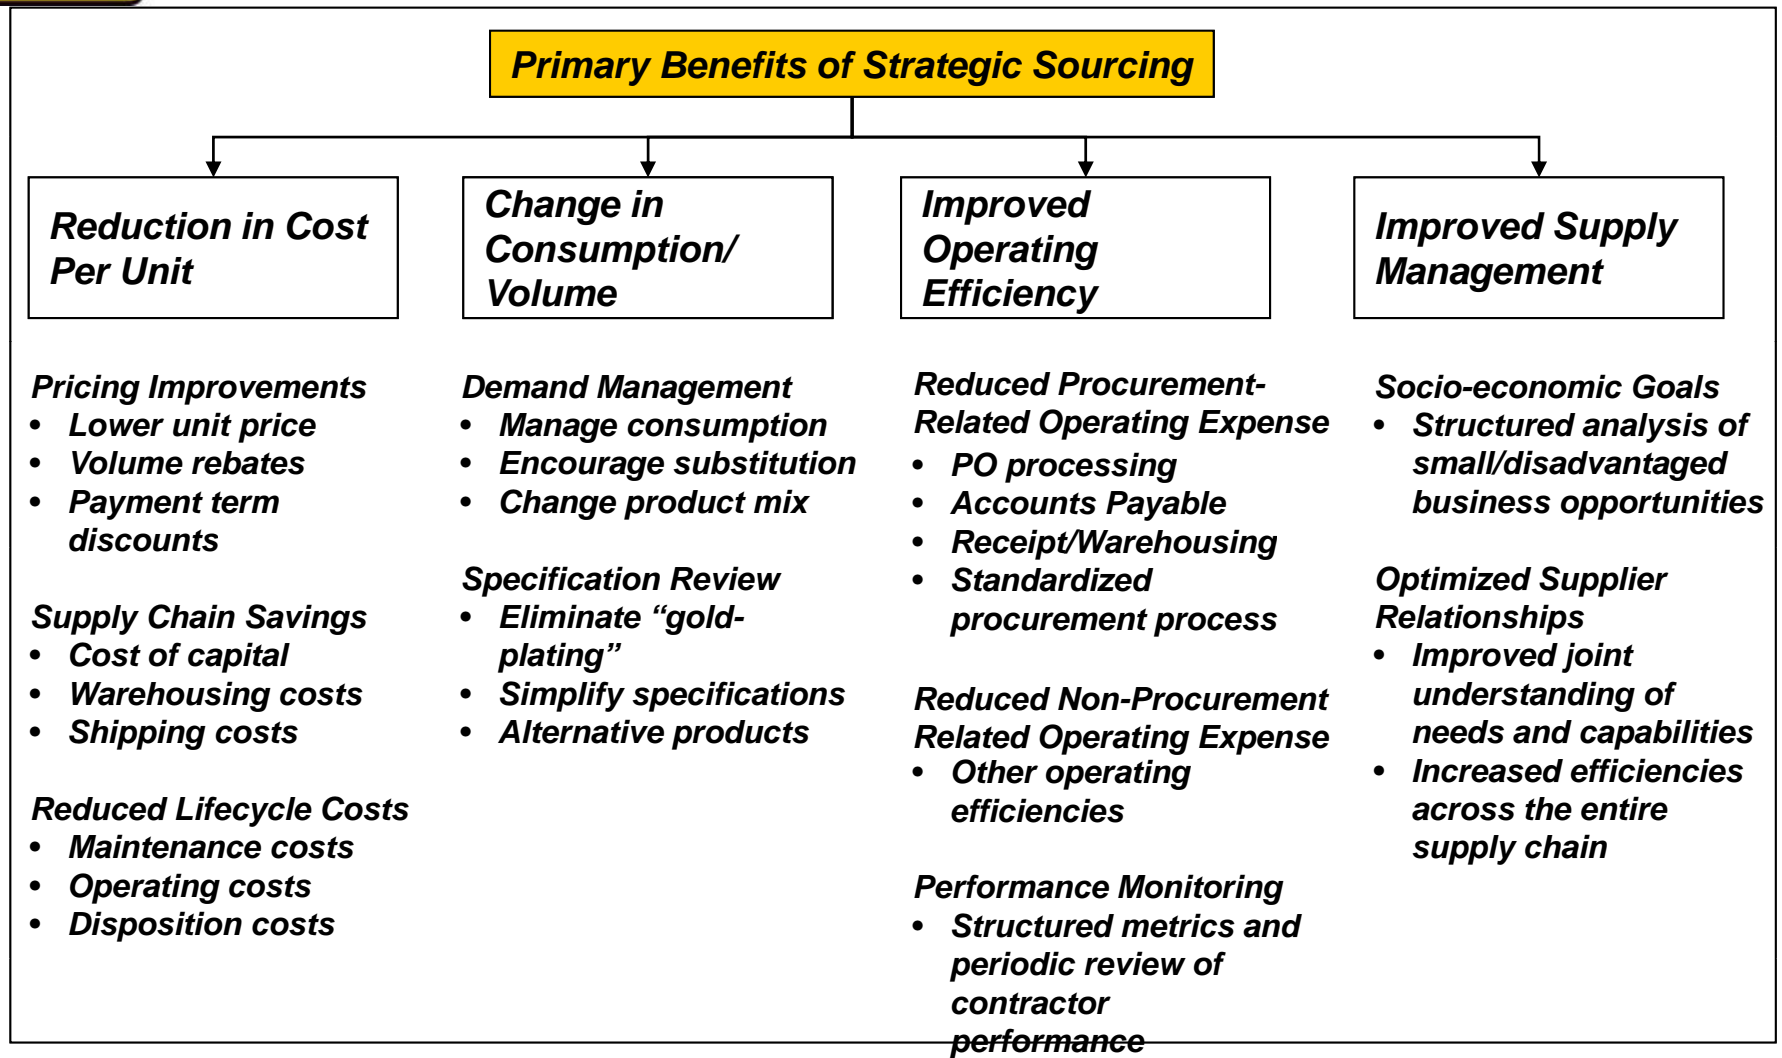 Primary Benefits of Strategic Sourcing
Reduction in Cost
Per Unit
Change in
Consumption/
Volume
Improved
Operating
Efficiency
Improved Supply
Management
Pricing Improvements
• Lower unit price
• Volume rebates
• Payment term
discounts
Supply Chain Savings
• Cost of capital
• Warehousing costs
• Shipping costs
Reduced Lifecycle Costs
• Maintenance costs
• Operating costs
• Disposition costs
Demand Management
• Manage consumption
• Encourage substitution
• Change product mix
Specification Review
• Eliminate “gold-
plating”
• Simplify specifications
• Alternative products
Reduced Procurement-
Related Operating Expense
• PO processing
• Accounts Payable
• Receipt/Warehousing
• Standardized
procurement process
Reduced Non-Procurement
Related Operating Expense
• Other operating
efficiencies
Performance Monitoring
• Structured metrics and
periodic review of
contractor
performance
Socio-economic Goals
• Structured analysis of
small/disadvantaged
business opportunities
Optimized Supplier
Relationships
• Improved joint
understanding of
needs and capabilities
• Increased efficiencies
across the entire
supply chain